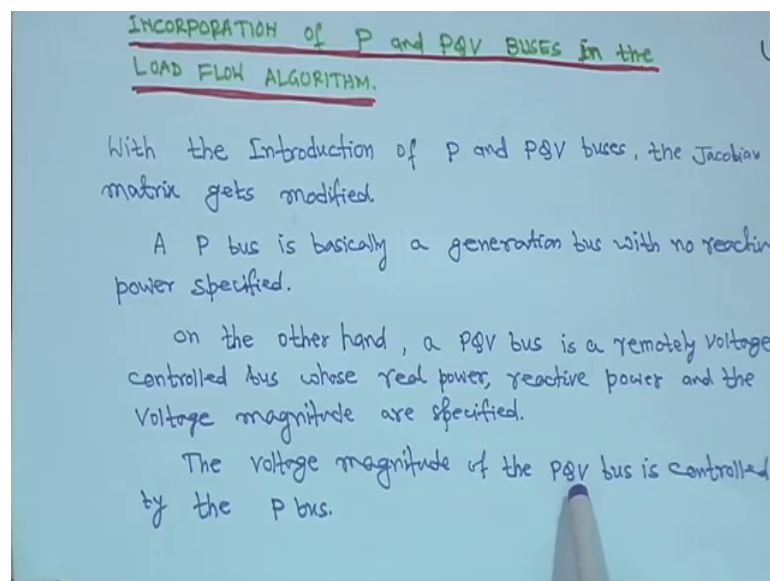 INCORPORATION of P and PQV BUSES in the
LOAD FLOW ALGORITHM.
With the Introduction of P and PQV buses, the Jacobian
matrix gets modified
A P bus is basically a generation bus with no reactiv
power specified.
on the other hand, a PQV bus is a remotely voltage
controlled bus whose real power, reactive power and the
Voltage magnitude are specified.
The voltage magnitude of the PQV bus is controlled
by the P bus.